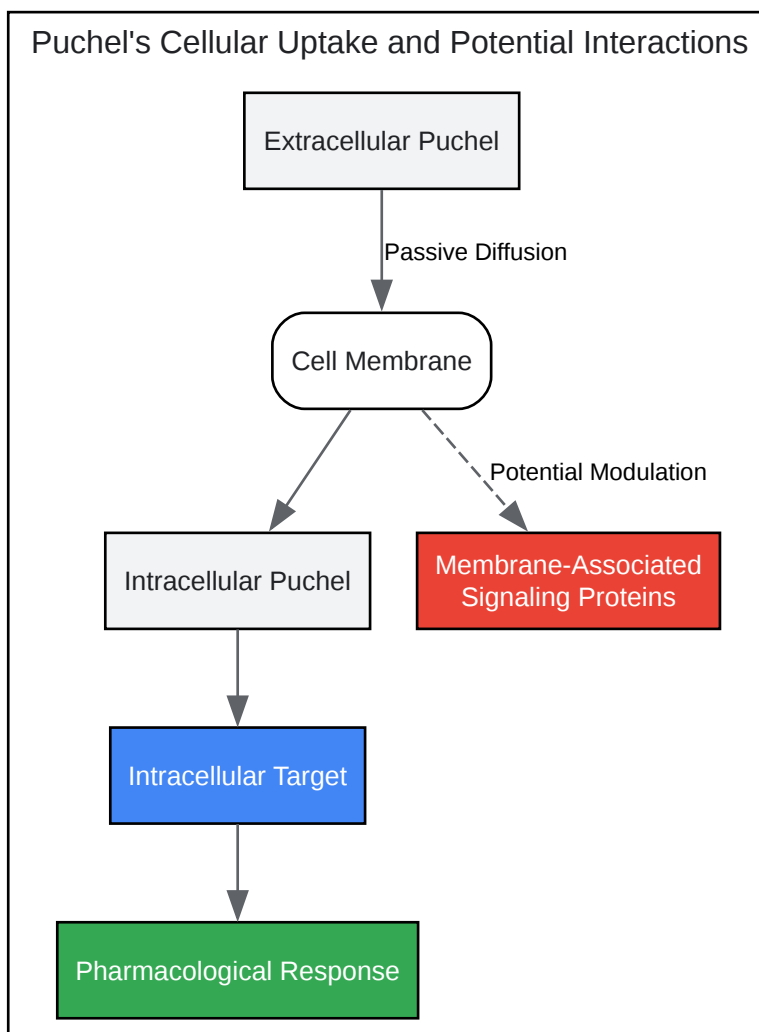 Puchel's Cellular Uptake and Potential Interactions
Extracellular Puchel
Passive Diffusion
Cell Membrane
Potential Modulation
Intracellular Puchel
Membrane-Associated
Signaling Proteins
Intracellular Target
Pharmacological Response